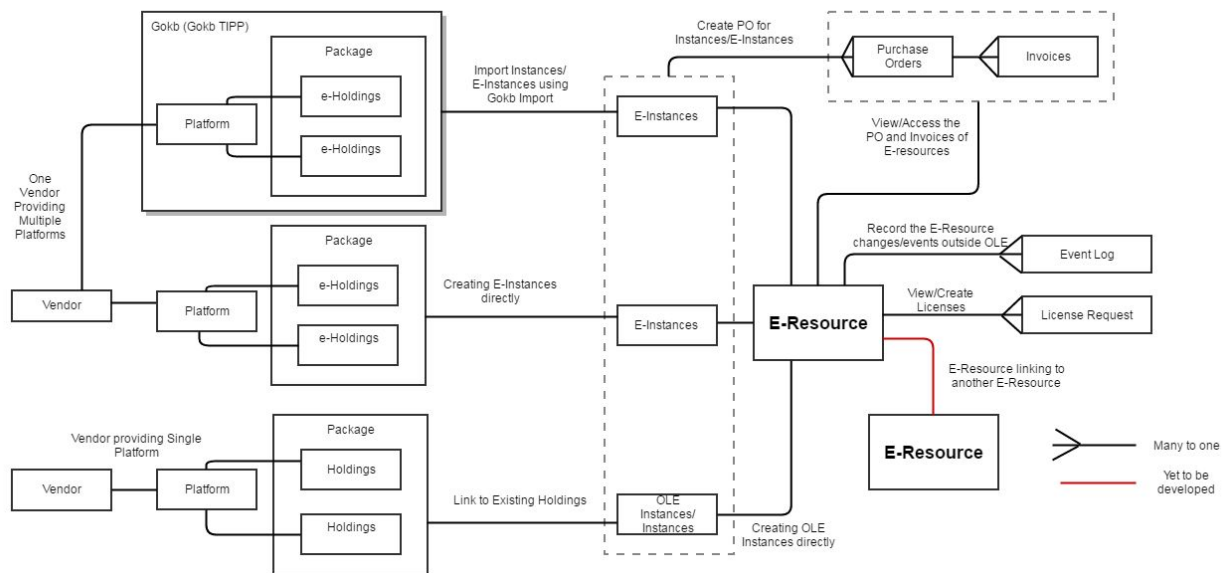 Gokb (Gokb TIPP)
Package
e-Holdings
Platform
e-Holdings
Import Instances/
E-Instances using
Gokb Import
E-Instances
Create PO for
Instances/E-Instances
Purchase
Orders
Invoices
View/Access the
PO and Invoices of
E-resources
One
Vendor
Providing
Multiple
Platforms
Record the E-Resource
changes/events outside OLE
Event Log
Package
e-Holdings
Vendor
Platform
e-Holdings
Creating E-Instances
directly
E-Instances
E-Resource
View/Create
Licenses
License Request
E-Resource linking to
another E-Resource
E-Resource
Many to one
Yet to be
developed
Vendor providing Single
Platform
Package
Holdings
Vendor
Platform
Holdings
Link to Existing Holdings
OLE
Instances/
Instances
Creating OLE
Instances directly